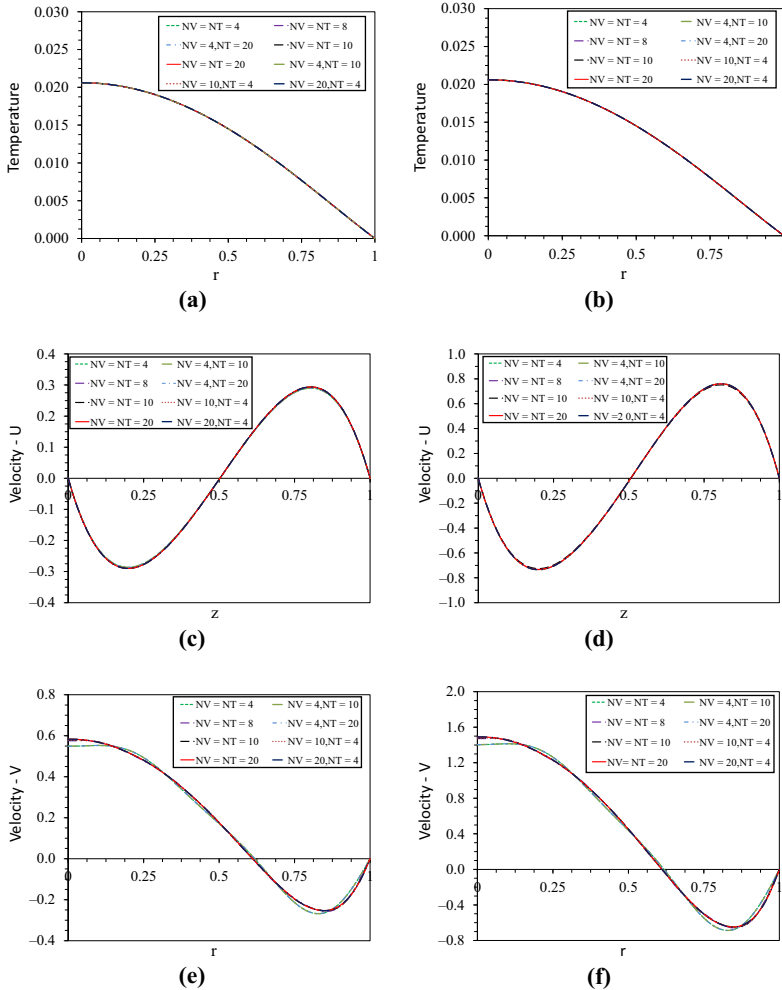 0.030
0.025
0.020
0.015
0.010
0.005
0.000
Temperature
NV = NT = 4
NV = NT = 8
NV = 4,NT = 20
NV = NT = 10
NV = NT = 20
NV = 4,NT = 10
NV = 10,NT = 4
NV = 20,NT = 4
0 0.25 0.5 0.75 1
r
(a)
0.030
0.025
0.020
0.015
0.010
0.005
0.000
Temperature
NV = NT = 4
NV = 4,NT = 10
NV = NT = 8
NV = 4,NT = 20
NV = NT = 10
NV = 10,NT = 4
NV = NT = 20
NV = 20,NT = 4
0 0.25 0.5 0.75
r
(b)
0.4
0.3
0.2
0.1
0.0
–0.1
–0.2
–0.3
–0.4
Velocity - U
NV = NT = 4
NV = 4,NT = 10
NV = NT = 8
NV = 4,NT = 20
NV = NT = 10
NV = 10,NT = 4
NV = NT = 20
NV = 20,NT = 4
0 0.25 0.5 0.75 1
z
(c)
1.0
0.8
0.6
0.4
0.2
0.0
–0.2
–0.4
–0.6
–0.8
–1.0
Velocity - U
NV = NT = 4
NV = 4,NT = 10
NV = NT = 8
NV = 4,NT = 20
NV = NT = 10
NV = 10,NT = 4
NV = NT = 20
NV =2 0,NT = 4
0 0.25 0.5 0.75 1
z
(d)
0.8
0.6
0.4
0.2
0.0
–0.2
–0.4
Velocity - V
NV = NT = 4
NV = 4,NT = 10
NV = NT = 8
NV = 4,NT = 20
NV = NT = 10
NV = 10,NT = 4
NV = NT = 20
NV = 20,NT = 4
0 0.25 0.5 0.75 1
r
(e)
2.0
1.6
1.2
0.8
0.4
0.0
–0.4
–0.8
Velocity - V
NV = NT = 4
NV = 4,NT = 10
NV = NT = 8
NV = 4,NT = 20
NV = NT = 10
NV = 10,NT = 4
NV= NT = 20
NV = 20,NT = 4
0 0.25 0.5 0.75 1
r
(f)